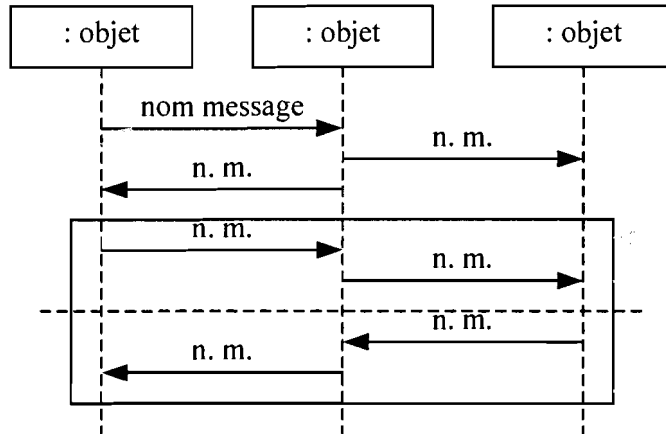 : objet
: objet
: objet
nom message
n. m.
n. m.
n. m.
n. m.
n. m.
n. m.